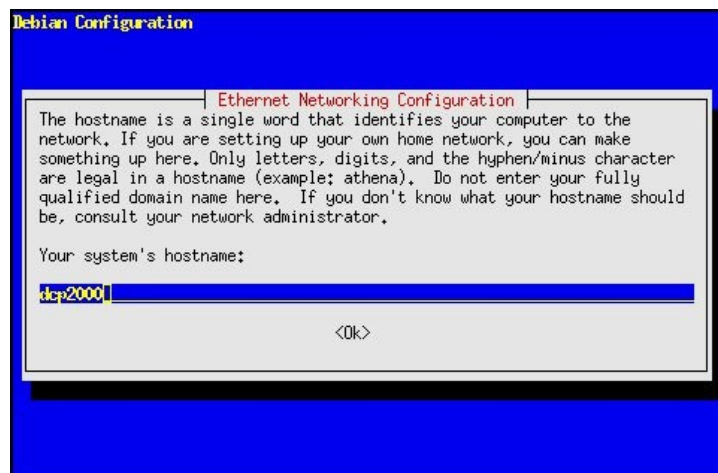 Debian Configuration
Ethernet Networking Configuration
The hostname is a single word that identifies your computer to the
network. If you are setting up your own home network, you can make
something up here. Only letters, digits, and the hyphen/minus character
are legal in a hostname (example: athena).  Do not enter your fully
qualified domain name here.  If you don't know what your hostname should
be, consult your network administrator.
Your system's hostname:
dcp2000
<Ok>